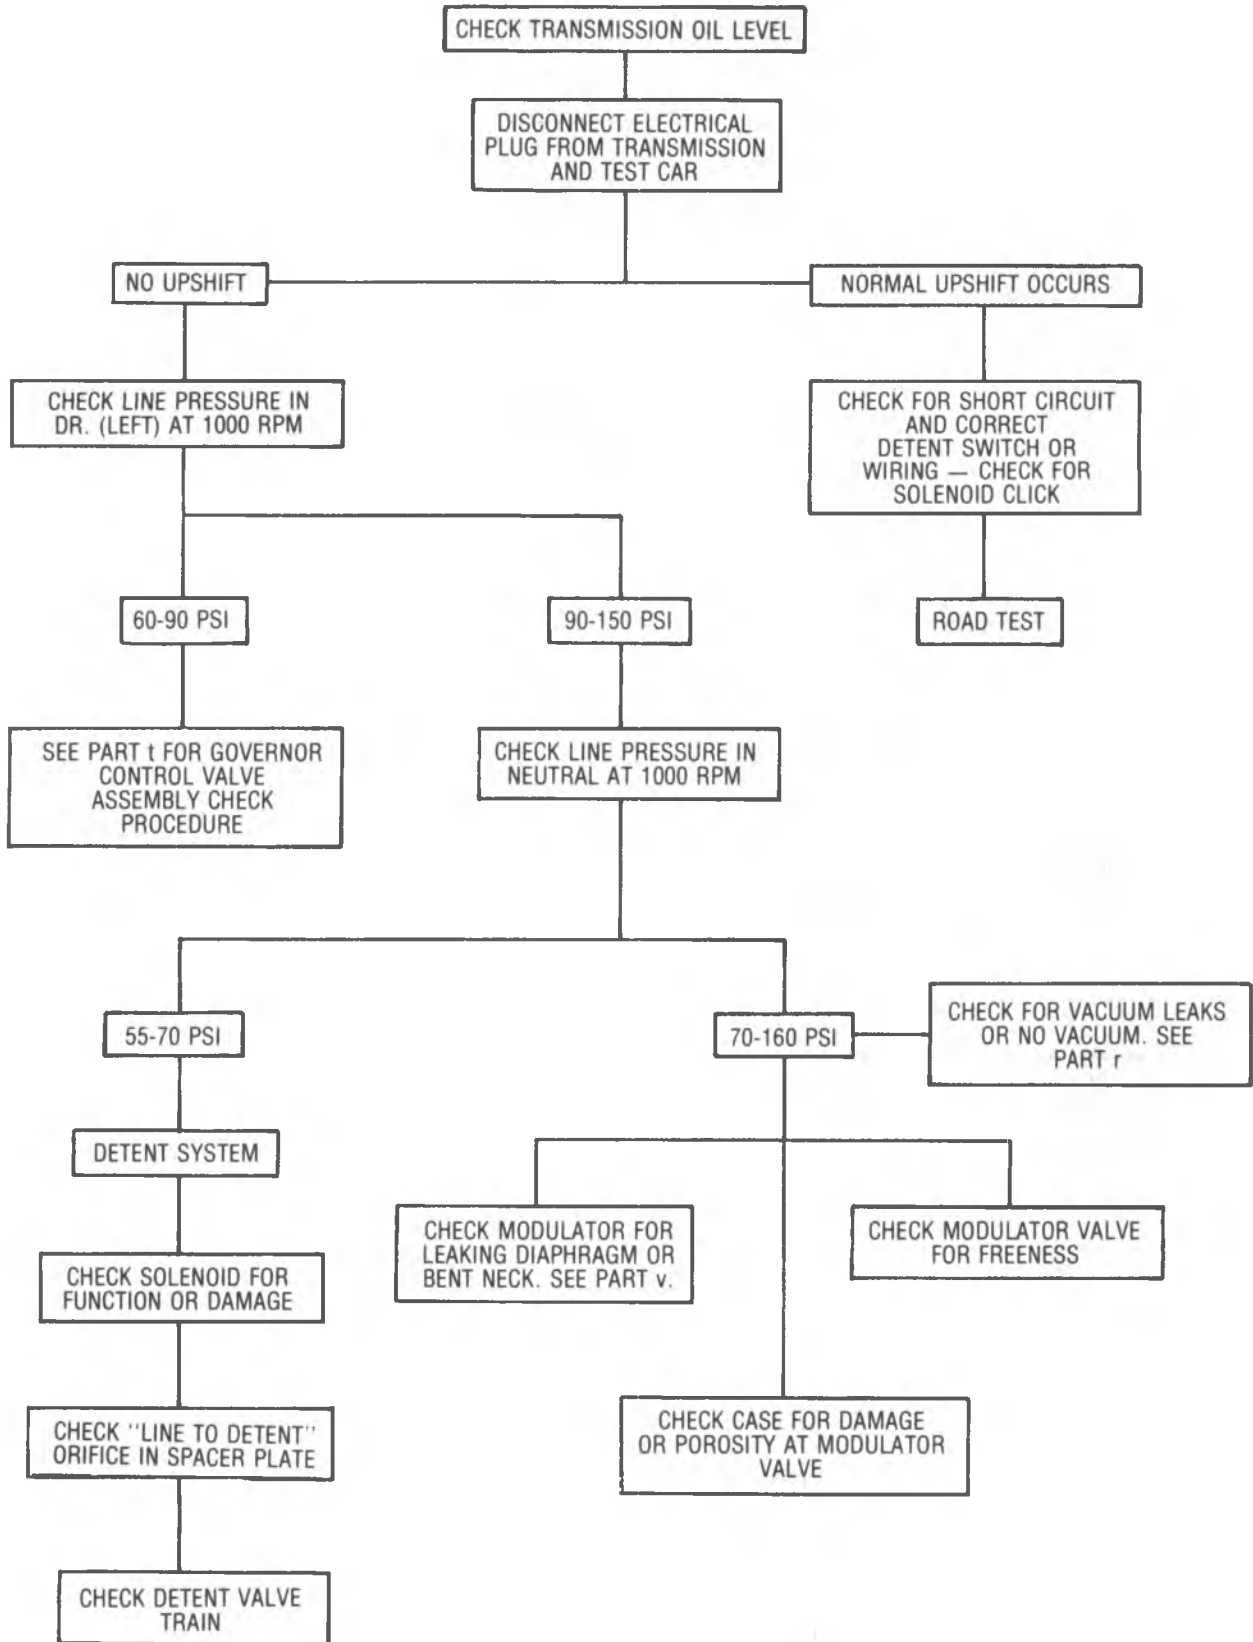 CHECK TRANSMISSION OIL LEVEL
DISCONNECT ELECTRICAL
PLUG FROM TRANSMISSION
AND TEST CAR
NO UPSHIFT
NORMAL UPSHIFT OCCURS
CHECK LINE PRESSURE IN
DR. (LEFT) AT 1000 RPM
CHECK FOR SHORT CIRCUIT
AND CORRECT
DETENT SWITCH OR
WIRING — CHECK FOR
SOLENOID CLICK
60-90 PSI
90-150 PSI
ROAD TEST
SEE PART t FOR GOVERNOR
CONTROL VALVE
ASSEMBLY CHECK
PROCEDURE
CHECK LINE PRESSURE IN
NEUTRAL AT 1000 RPM
55-70 PSI
70-160 PSI
CHECK FOR VACUUM LEAKS
OR NO VACUUM. SEE
PART r
DETENT SYSTEM
CHECK MODULATOR FOR
LEAKING DIAPHRAGM OR
BENT NECK. SEE PART v.
CHECK MODULATOR VALVE
FOR FREENESS
CHECK SOLENOID FOR
FUNCTION OR DAMAGE
CHECK "LINE TO DETENT"
ORIFICE IN SPACER PLATE
CHECK CASE FOR DAMAGE
OR POROSITY AT MODULATOR
VALVE
CHECK DETENT VALVE
TRAIN